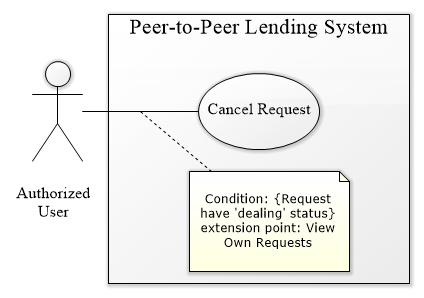 Peer-to-Peer Lending System
Cancel Request
Authorized
User
Condition: {Request
have 'dealing' status}
extension point: View
Own Requests